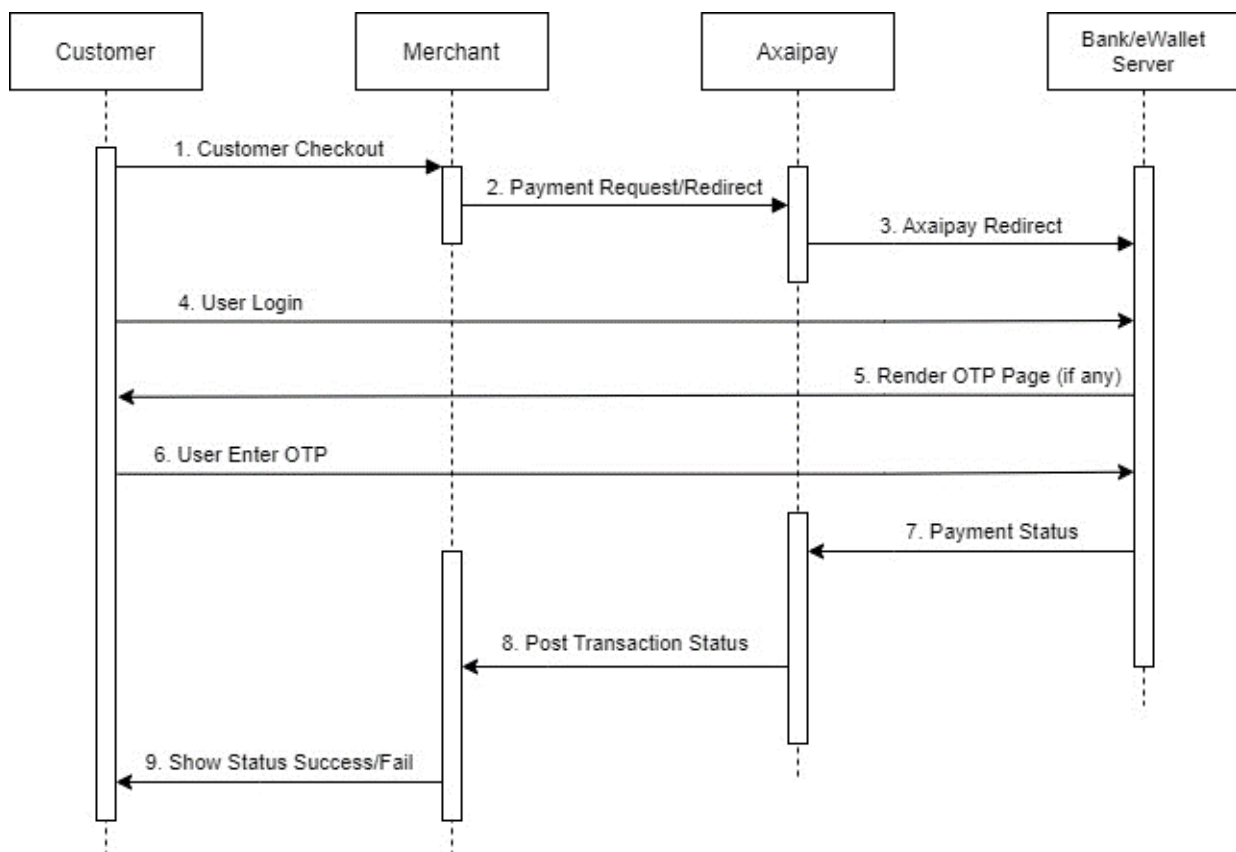 Customer
Merchant
Axaipay
Bank/eWallet
Server
1. Customer Checkout
2. Payment Request/Redirect
3. Axaipay Redirect
4. User Login
5. Render OTP Page (if any)
6. User Enter OTP
7. Payment Status
8. Post Transaction Status
9. Show Status Success/Fail